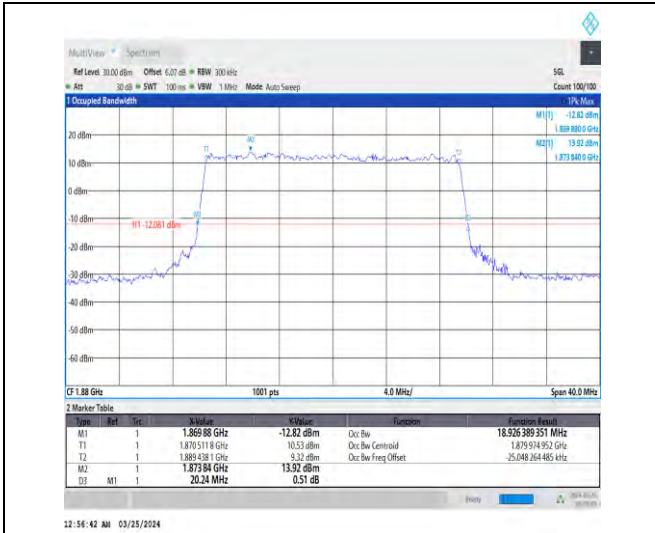 MultiView Spectrum
Ref Level 30.00 dBm Offset 6.07 dB RBW 300 kHz SGL
Att 30 dB SWT 100 ms VBW 1 MHz Mode Auto Sweep Count 100/100
1 Occupied Bandwidth 1Pk Max
M1[1] -12.82 dBm
1.869 880 0 GHz
M2[1] 13.92 dBm
1.873 840 0 GHz
20 dBm
M2
T1
T2
10 dBm
0 dBm
-10 dBm
M1
D3
H1 -12.081 dBm
-20 dBm
-30 dBm
-40 dBm
-50 dBm
-60 dBm
CF 1.88 GHz 1001 pts 4.0 MHz/ Span 40.0 MHz
2 Marker Table
Type Ref Trc X-Value Y-Value Function Function Result
M1 1 1.869 88 GHz -12.82 dBm Occ Bw 18.926 389 351 MHz
T1 1 1.870 511 8 GHz 10.53 dBm Occ Bw Centroid 1.879 974 952 GHz
T2 1 1.889 438 1 GHz 9.32 dBm Occ Bw Freq Offset -25.048 264 485 kHz
M2 1 1.873 84 GHz 13.92 dBm
D3 M1 1 20.24 MHz 0.51 dB
12:56:42 AM 03/25/2024